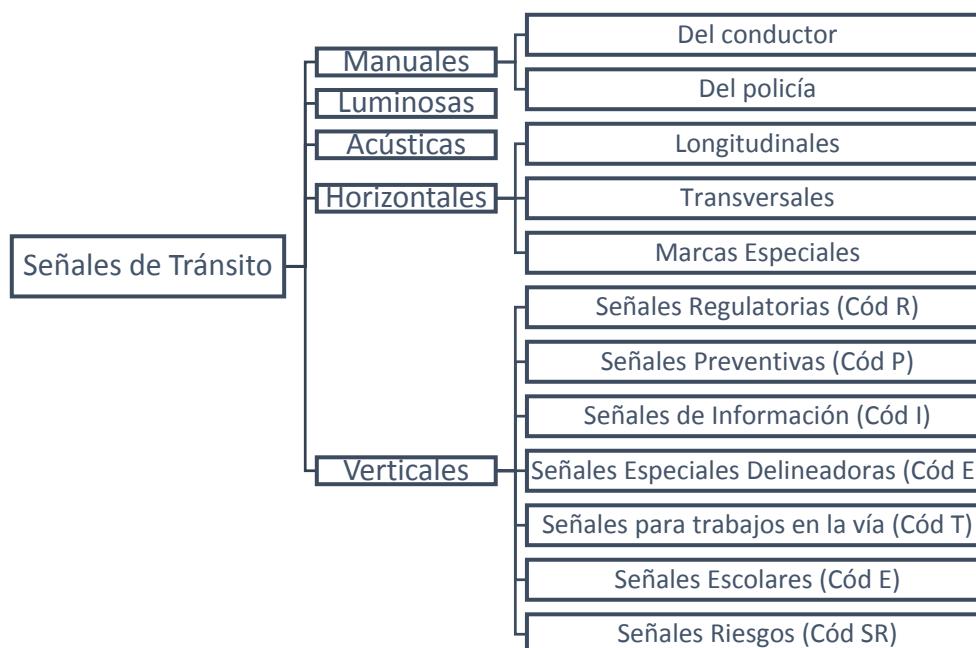 Señales de Tránsito
Manuales
Del conductor
Del policía
Luminosas
Acústicas
Horizontales
Longitudinales
Transversales
Marcas Especiales
Verticales
Señales Regulatorias (Cód R)
Señales Preventivas (Cód P)
Señales de Información (Cód I)
Señales Especiales Delineadoras (Cód E
Señales para trabajos en la vía (Cód T)
Señales Escolares (Cód E)
Señales Riesgos (Cód SR)